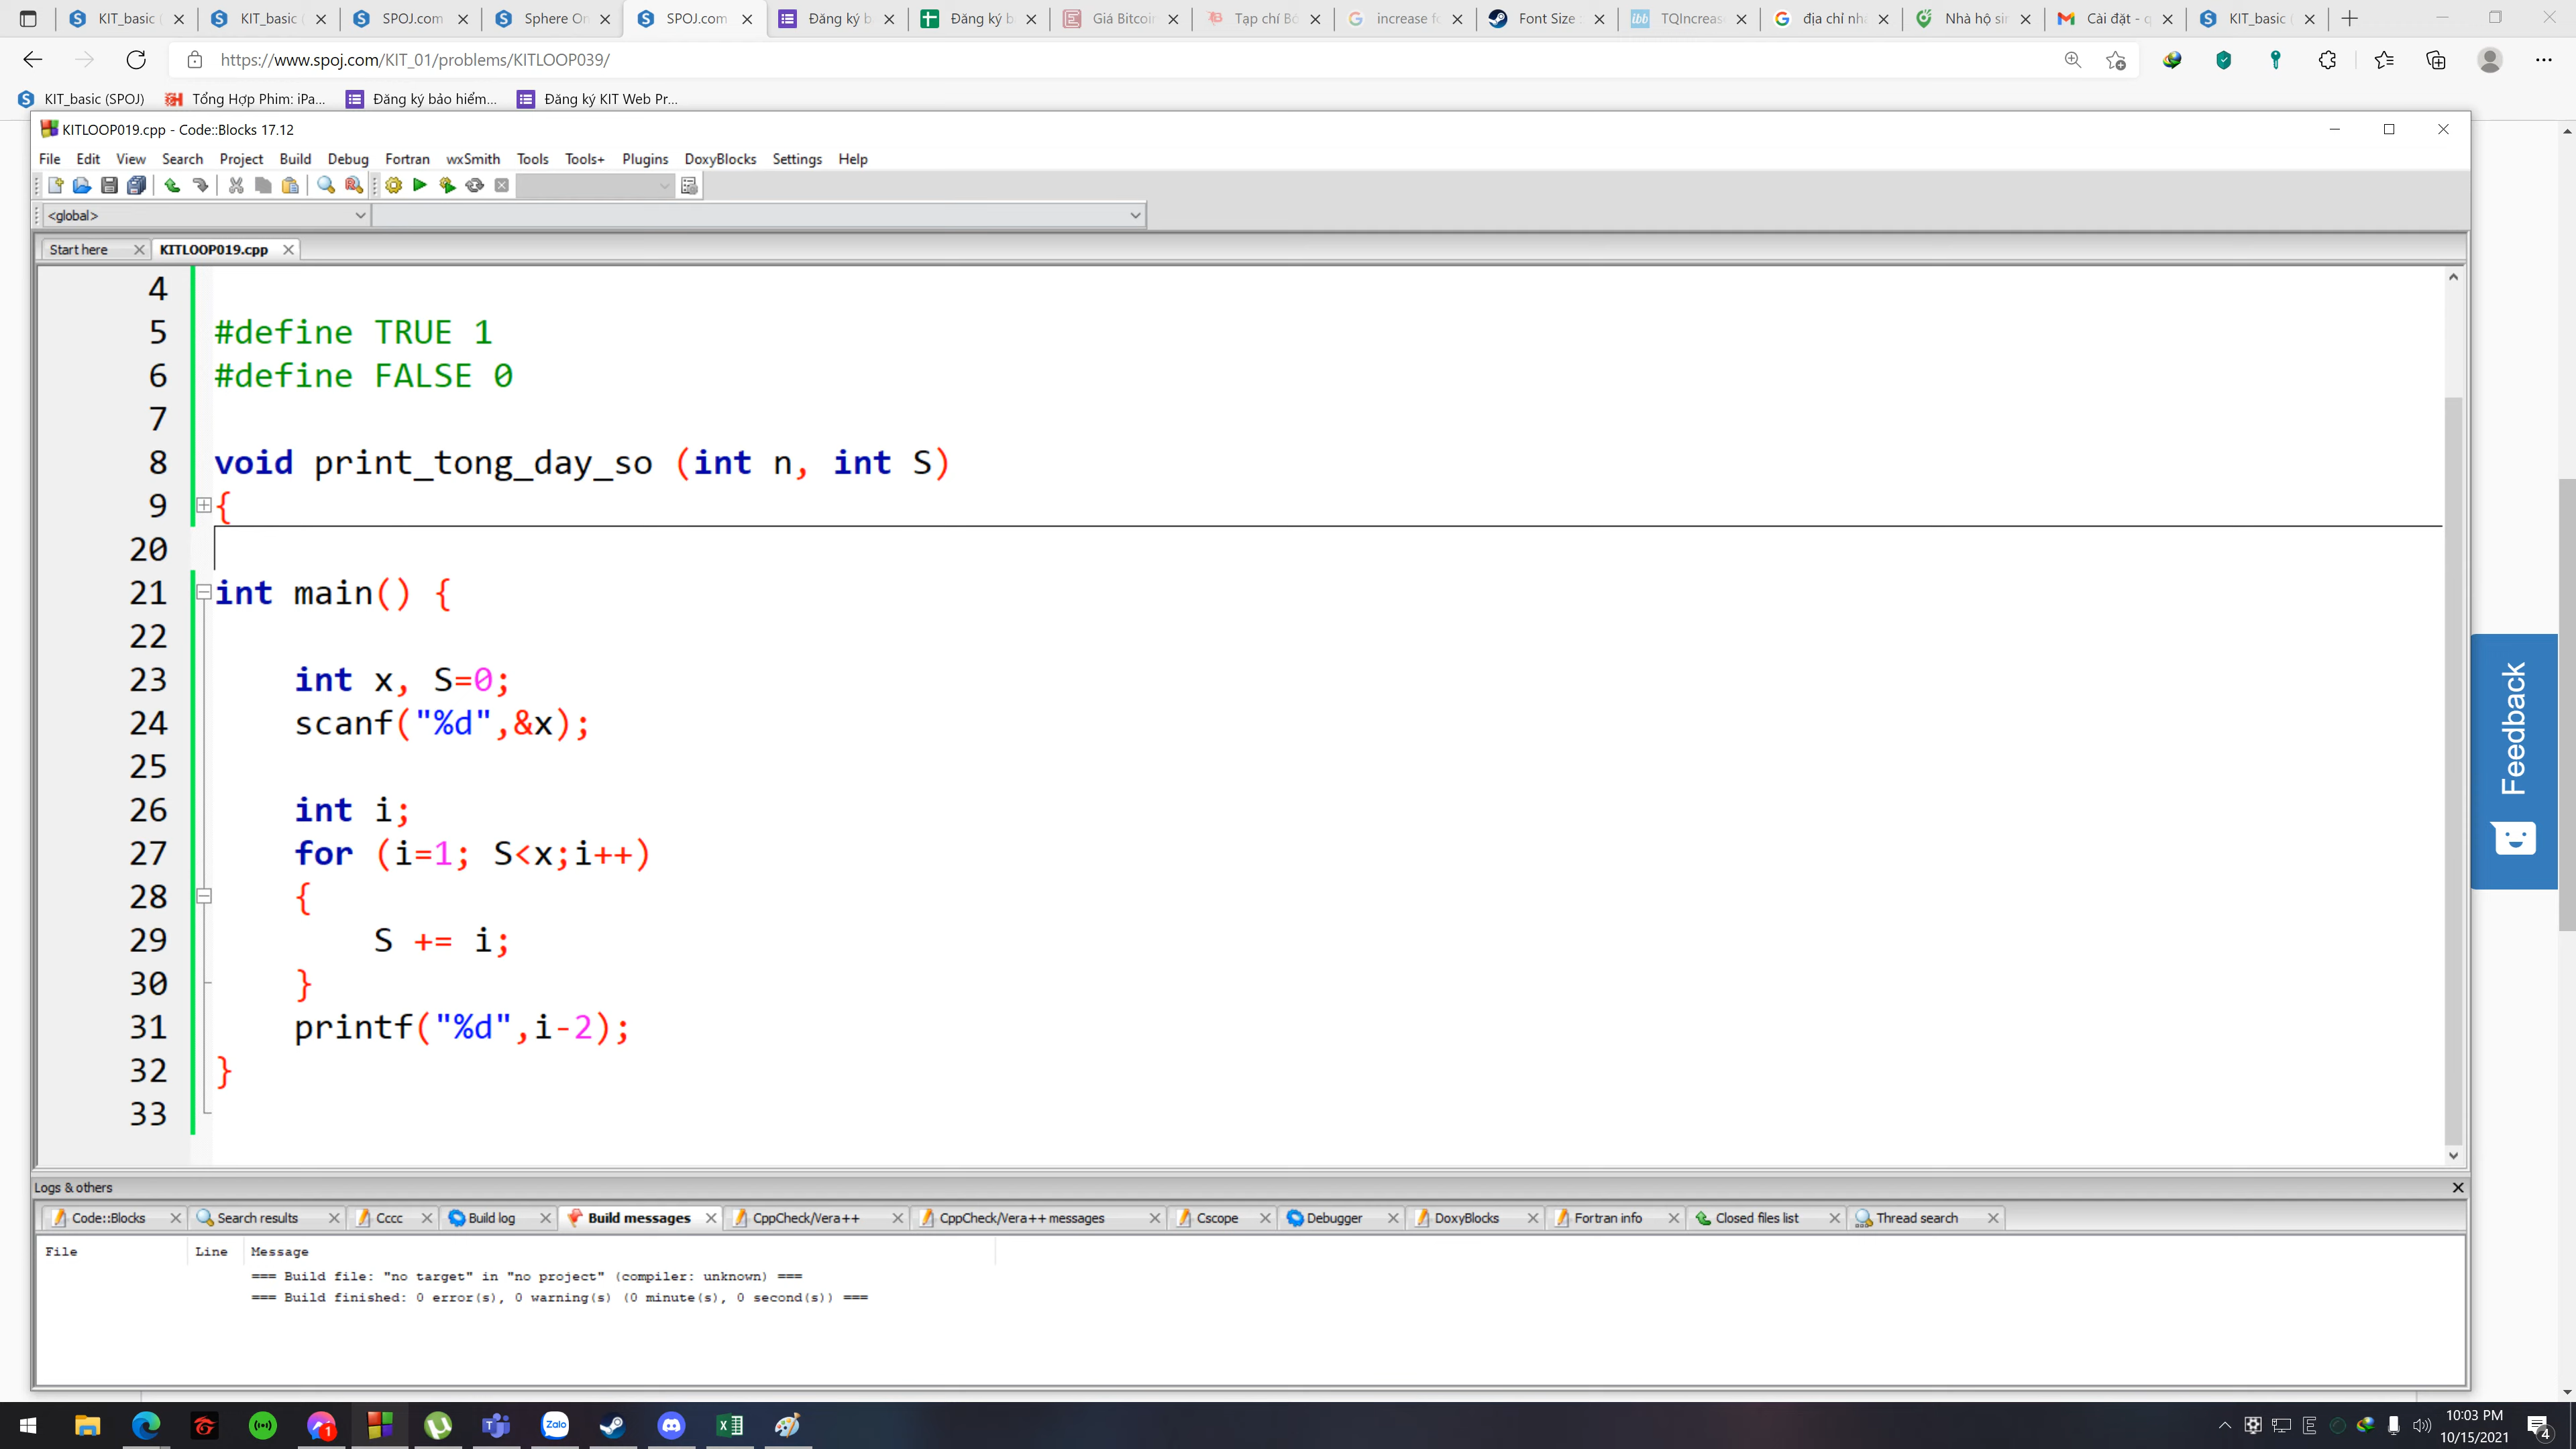 KIT_basic (
KIT_basic (
SPOJ.com
Sphere On
SPOJ.com
Đăng ký b
Đăng ký b
Giá Bitcoin
Tạp chí Bó
increase fo
Font Size
TQIncreas
địa chỉ nh
Nhà hộ sin
Cài đặt - q
KIT_basic (
https://www.spoj.com/KIT_01/problems/KITLOOP039/
KIT_basic (SPOJ)
Tổng Hợp Phim: iPa...
Đăng ký bảo hiểm...
Đăng ký KIT Web Pr...
KITLOOP019.cpp - Code::Blocks 17.12
File Edit View Search Project Build Debug Fortran wxSmith Tools Tools+ Plugins DoxyBlocks Settings Help
<global>
Start here
KITLOOP019.cpp
4
5 #define TRUE 1
6 #define FALSE 0
7
8 void print_tong_day_so (int n, int S)
9 {
20
21 int main() {
22
23 int x, S=0;
24 scanf("%d",&x);
25
26 int i;
27 for (i=1; S<x;i++)
28 {
29 S += i;
30 }
31 printf("%d",i-2);
32 }
33
Feedback
Logs & others
Code::Blocks
Search results
Cccc
Build log
Build messages
CppCheck/Vera++
CppCheck/Vera++ messages
Cscope
Debugger
DoxyBlocks
Fortran info
Closed files list
Thread search
File Line Message
=== Build file: "no target" in "no project" (compiler: unknown) ===
=== Build finished: 0 error(s), 0 warning(s) (0 minute(s), 0 second(s)) ===
1
Zalo
10:03 PM
10/15/2021
4